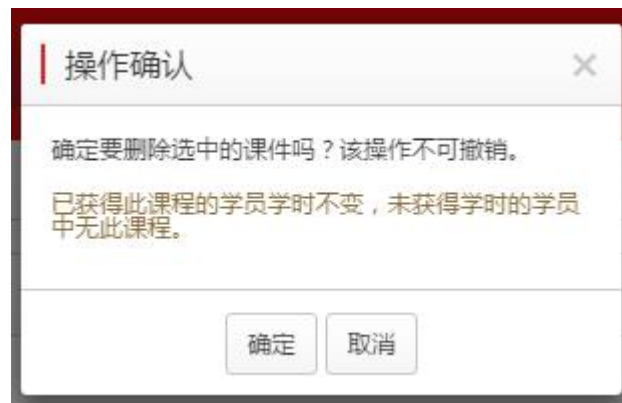 操作确认
×
确定要删除选中的课件吗？该操作不可撤销。
已获得此课程的学员学时不变，未获得学时的学员
中无此课程。
确定
取消